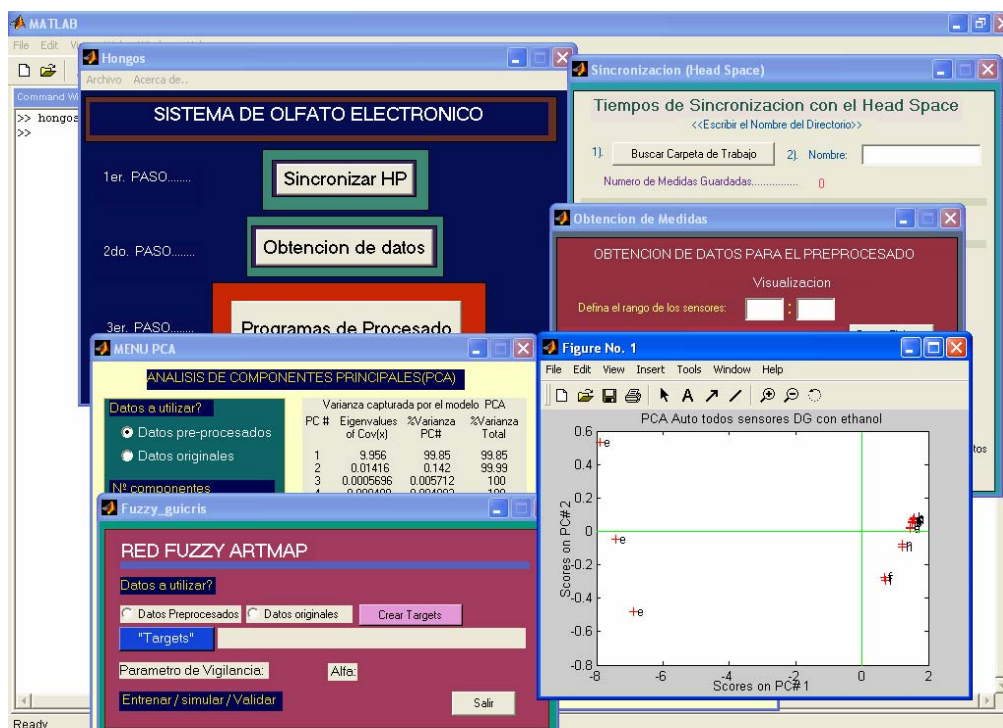 MATLAB
File Edit
Command W
>> hongos
>>
Ready
Hongos
Archivo Acerca de..
SISTEMA DE OLFATO ELECTRONICO
1er. PASO.......
Sincronizar HP
2do. PASO.......
Obtencion de datos
3er. PASO.......
Programas de Procesado
Sincronizacion (Head Space)
Tiempos de Sincronizacion con el Head Space
<<Escribir el Nombre del Directorio>>
1). Buscar Carpeta de Trabajo 2). Nombre:
Numero de Medidas Guardadas............... 0
Obtencion de Medidas
OBTENCION DE DATOS PARA EL PREPROCESADO
Visualizacion
Defina el rango de los sensores: :
MENU PCA
ANALISIS DE COMPONENTES PRINCIPALES(PCA)
Datos a utilizar?
Datos pre-procesados
Datos originales
Nº componentes
Varianza capturada por el modelo PCA
PC # Eigenvalues %Varianza %Varianza
of Cov(x) PC# Total
1 9.956 99.85 99.85
2 0.01416 0.142 99.99
3 0.0005696 0.005712 100
Fuzzy_guicris
RED FUZZY ARTMAP
Datos a utilizar?
Datos Preprocesados Datos originales Crear Targets
"Targets"
Parametro de Vigilancia: Alfa:
Entrenar / simular / Validar Salir
Figure No. 1
File Edit View Insert Tools Window Help
PCA Auto todos sensores DG con ethanol
Scores on PC# 2
0.6
0.4
0.2
0
-0.2
-0.4
-0.6
-0.8
e
e
e
n
f
-8 -6 -4 -2 0 2
Scores on PC# 1